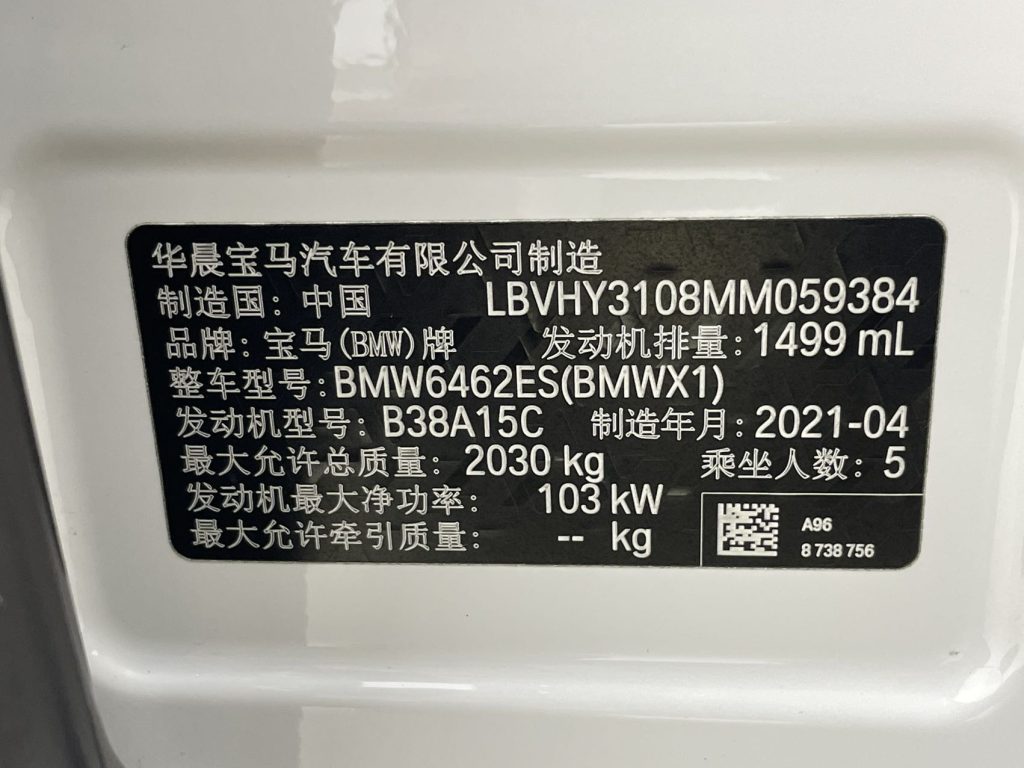 华晨宝马汽车有限公司制造
制造国: 中国 LBVHY3108MM059384
品牌: 宝马(BMW)牌 发动机排量: 1499 mL
整车型号: BMW6462ES(BMWX1)
发动机型号: B38A15C 制造年月: 2021-04
最大允许总质量: 2030 kg 乘坐人数: 5
发动机最大净功率: 103 kW
最大允许牵引质量: -- kg
A96
8 738 756